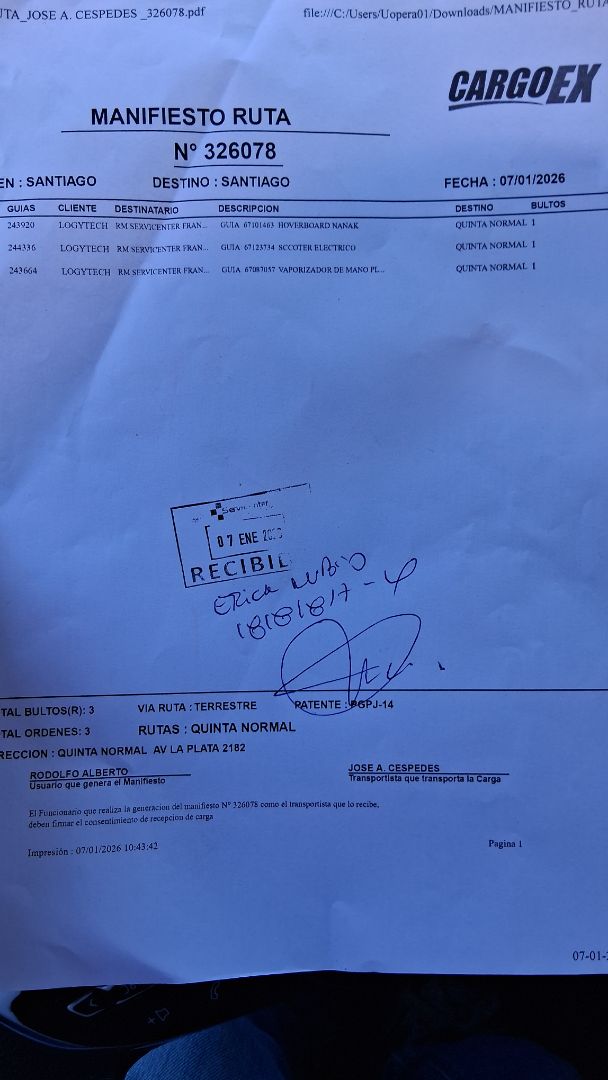 UTA_JOSE A. CESPEDES _326078.pdf file:///C:/Users/Uopera01/Downloads/MANIFIESTO_RUTA
CARGOEX
MANIFIESTO RUTA
N° 326078
EN : SANTIAGO DESTINO : SANTIAGO FECHA : 07/01/2026
GUIAS CLIENTE DESTINATARIO DESCRIPCION DESTINO BULTOS
243920 LOGYTECH RM SERVICENTER FRAN... GUIA 67101463 HOVERBOARD NANAK QUINTA NORMAL 1
244336 LOGYTECH RM SERVICENTER FRAN... GUIA 67123734 SCCOTER ELECTRICO QUINTA NORMAL 1
243664 LOGYTECH RM SERVICENTER FRAN... GUIA 67087057 VAPORIZADOR DE MANO PL... QUINTA NORMAL 1
07 ENE
RECIBI
Erick Rubio
TAL BULTOS(R): 3 VIA RUTA : TERRESTRE PATENTE : PGPJ-14
TAL ORDENES: 3 RUTAS : QUINTA NORMAL
RECCION : QUINTA NORMAL AV LA PLATA 2182
RODOLFO ALBERTO JOSE A. CESPEDES
Usuario que genera el Manifiesto Transportista que transporta la Carga
El Funcionario que realiza la generacion del manifiesto N° 326078 como el transportista que lo recibe,
deben firmar el consentimiento de recepcion de carga
Impresión : 07/01/2026 10:43:42 Pagina 1
07-01-2